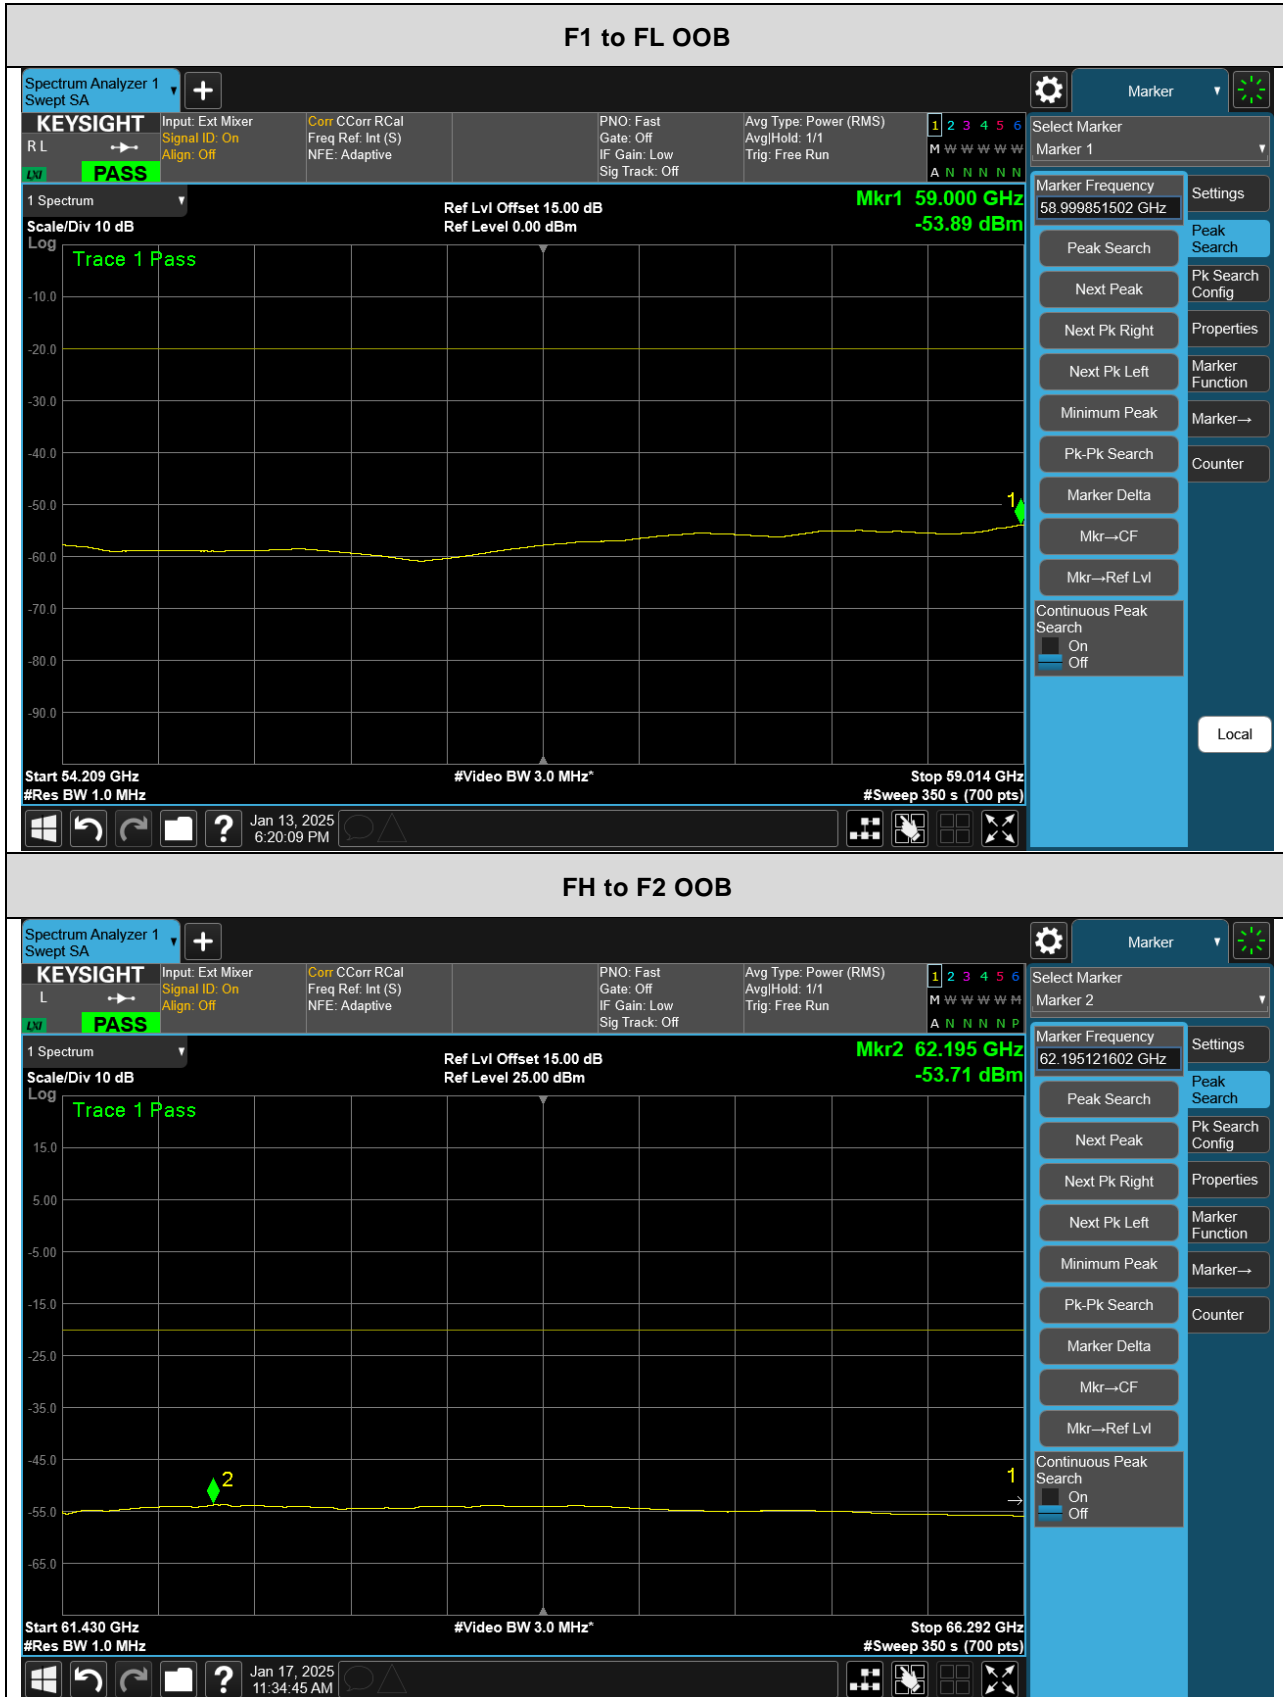 F1 to FL OOB
Spectrum Analyzer 1
Swept SA
Marker
KEYSIGHT
R L
LXI
PASS
Input: Ext Mixer
Signal ID: On
Align: Off
Corr CCorr RCal
Freq Ref: Int (S)
NFE: Adaptive
PNO: Fast
Gate: Off
IF Gain: Low
Sig Track: Off
Avg Type: Power (RMS)
Avg|Hold: 1/1
Trig: Free Run
1 2 3 4 5 6
M W W W W W
A N N N N N
Select Marker
Marker 1
1 Spectrum
Scale/Div 10 dB
Ref Lvl Offset 15.00 dB
Ref Level 0.00 dBm
Mkr1 59.000 GHz
-53.89 dBm
Log
Trace 1 Pass
-10.0
-20.0
-30.0
-40.0
-50.0
-60.0
-70.0
-80.0
-90.0
1
Start 54.209 GHz
#Res BW 1.0 MHz
#Video BW 3.0 MHz*
Stop 59.014 GHz
#Sweep 350 s (700 pts)
Marker Frequency
58.999851502 GHz
Peak Search
Next Peak
Next Pk Right
Next Pk Left
Minimum Peak
Pk-Pk Search
Marker Delta
Mkr→CF
Mkr→Ref Lvl
Continuous Peak
Search
On
Off
Settings
Peak
Search
Pk Search
Config
Properties
Marker
Function
Marker→
Counter
Local
?
Jan 13, 2025
6:20:09 PM
FH to F2 OOB
Spectrum Analyzer 1
Swept SA
Marker
KEYSIGHT
L
LXI
PASS
Input: Ext Mixer
Signal ID: On
Align: Off
Corr CCorr RCal
Freq Ref: Int (S)
NFE: Adaptive
PNO: Fast
Gate: Off
IF Gain: Low
Sig Track: Off
Avg Type: Power (RMS)
Avg|Hold: 1/1
Trig: Free Run
1 2 3 4 5 6
M W W W W M
A N N N N P
Select Marker
Marker 2
1 Spectrum
Scale/Div 10 dB
Ref Lvl Offset 15.00 dB
Ref Level 25.00 dBm
Mkr2 62.195 GHz
-53.71 dBm
Log
Trace 1 Pass
15.0
5.00
-5.00
-15.0
-25.0
-35.0
-45.0
-55.0
-65.0
2
1
Start 61.430 GHz
#Res BW 1.0 MHz
#Video BW 3.0 MHz*
Stop 66.292 GHz
#Sweep 350 s (700 pts)
Marker Frequency
62.195121602 GHz
Peak Search
Next Peak
Next Pk Right
Next Pk Left
Minimum Peak
Pk-Pk Search
Marker Delta
Mkr→CF
Mkr→Ref Lvl
Continuous Peak
Search
On
Off
Settings
Peak
Search
Pk Search
Config
Properties
Marker
Function
Marker→
Counter
?
Jan 17, 2025
11:34:45 AM